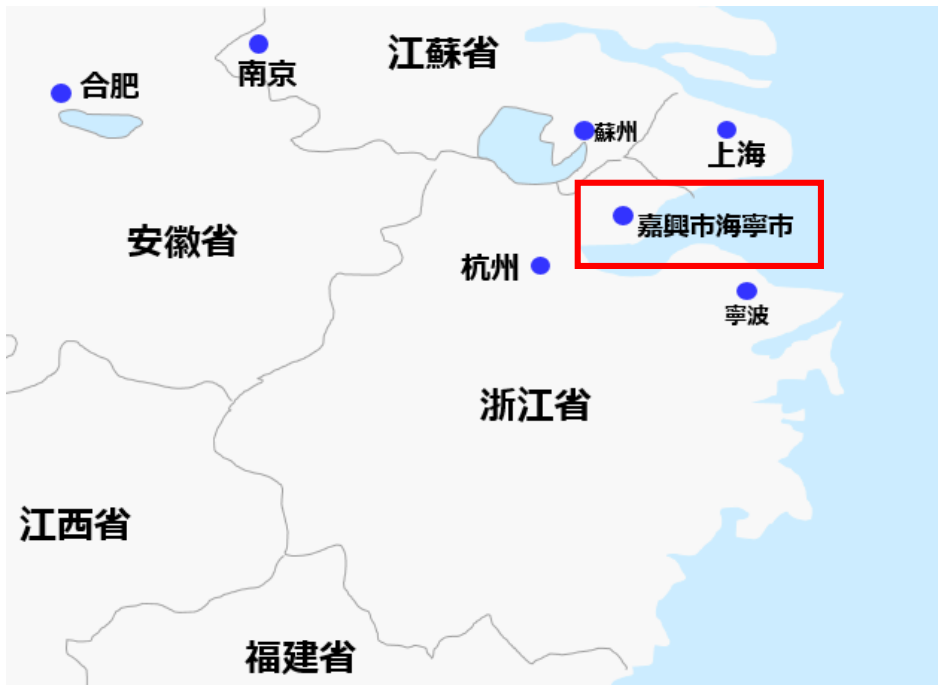 江蘇省
南京
合肥
蘇州
上海
嘉興市海寧市
安徽省
杭州
寧波
浙江省
江西省
福建省